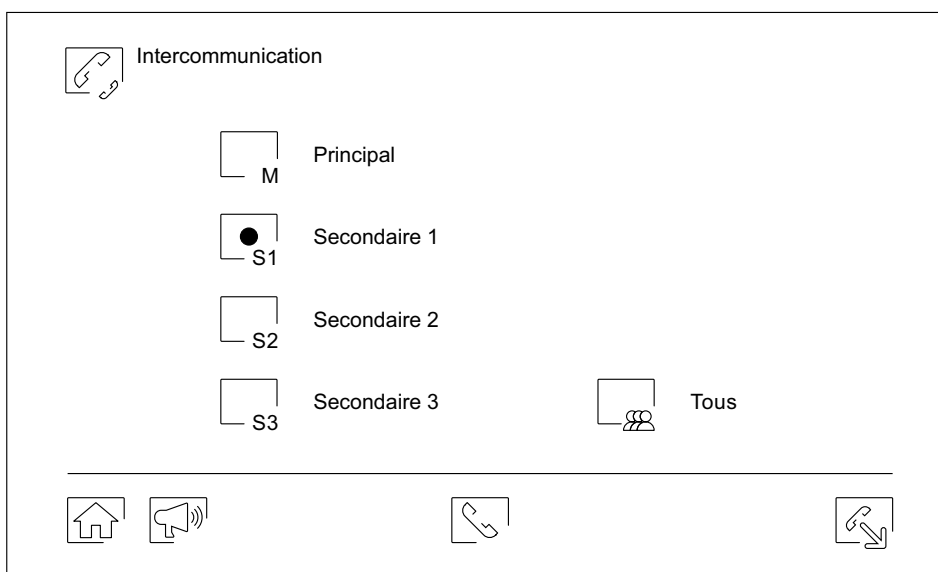 Intercommunication
M Principal
S1 Secondaire 1
S2 Secondaire 2
S3 Secondaire 3
Tous